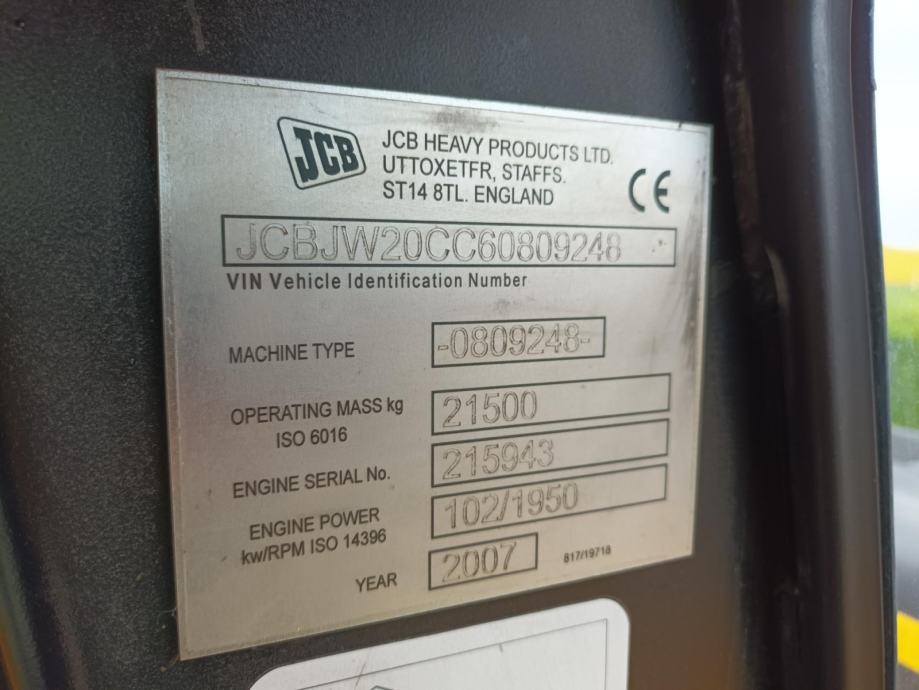 JCB
JCB HEAVY PRODUCTS LTD.
UTTOXETFR, STAFFS.
ST14 8TL. ENGLAND
CE
JCBJW20CC60809248
VIN Vehicle Identification Number
MACHINE TYPE -0809248-
OPERATING MASS kg 21500
ISO 6016
ENGINE SERIAL No. 215943
ENGINE POWER 102/1950
kw/RPM ISO 14396
YEAR 2007 817/19718